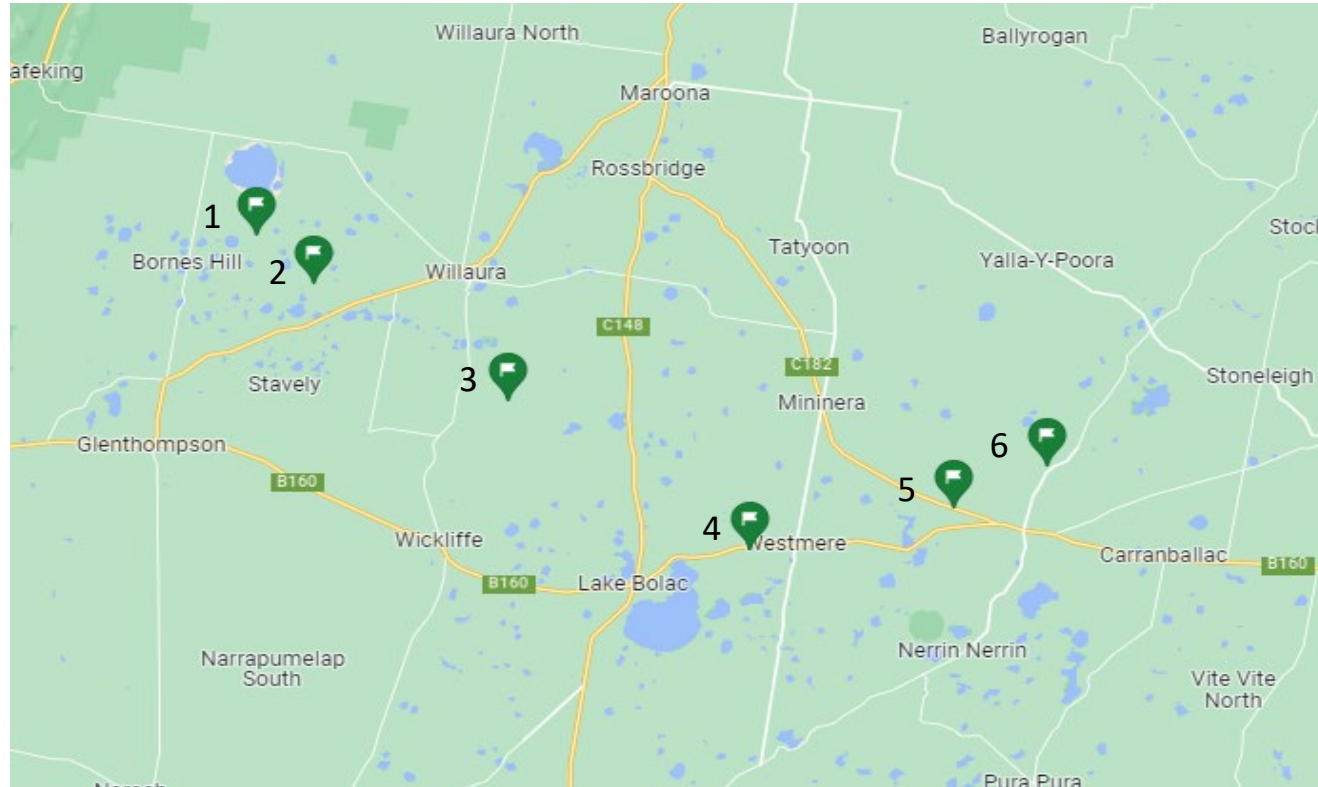 Willaura North
Ballyrogan
afeking
Maroona
Rossbridge
1
Stoc
Tatyoon
Bornes Hill
2
Willaura
Yalla-Y-Poora
C148
C182
3
Stavely
Stoneleigh
Mininera
Glenthompson
6
B160
5
4
Wickliffe
Westmere
Carranballac
B160
B160
Lake Bolac
Nerrin Nerrin
Narrapumelap
South
Vite Vite
North
Pura Pura